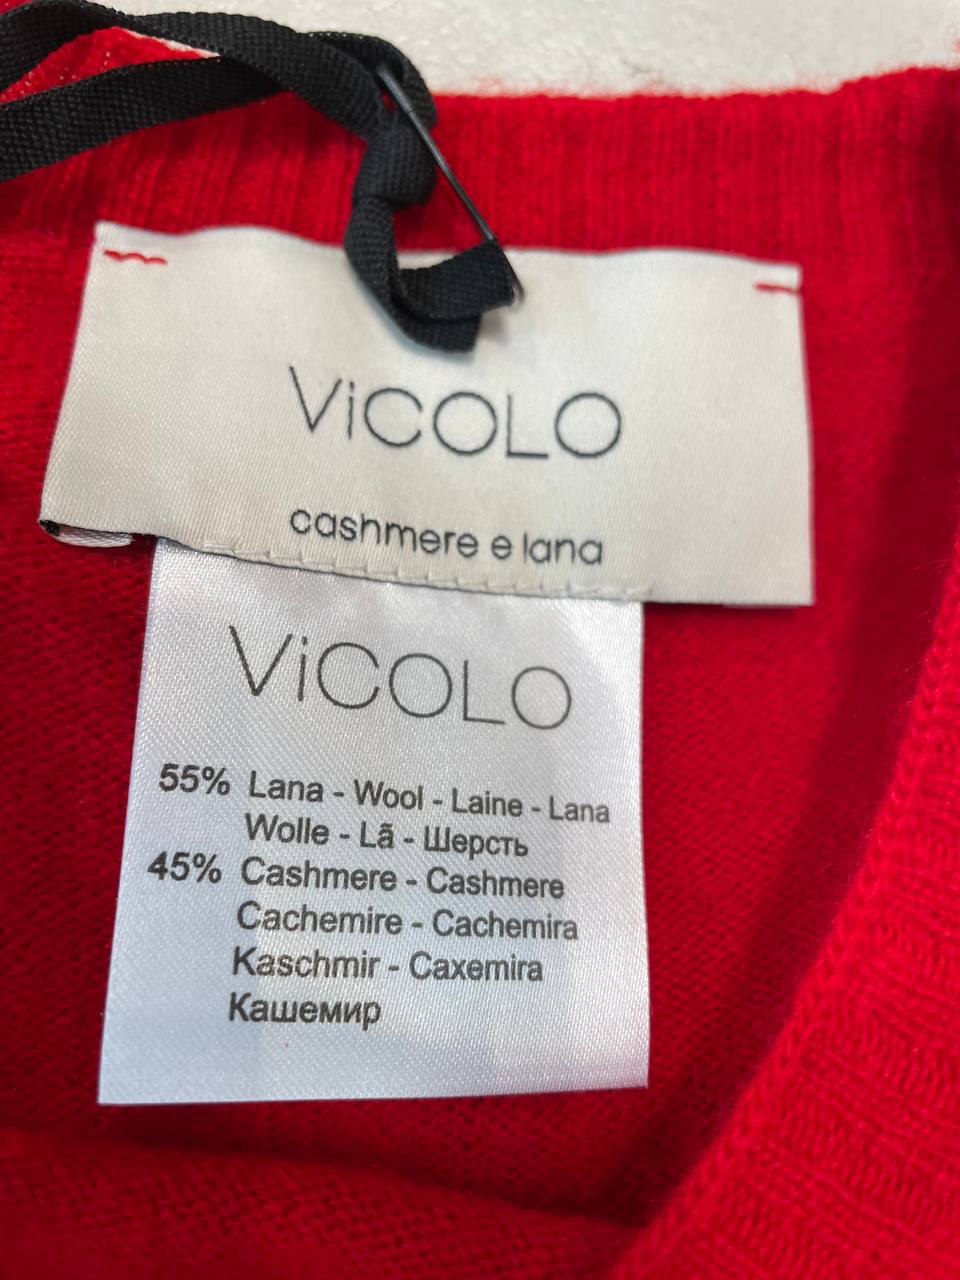 ViCOLO
cashmere e lana
ViCOLO
55% Lana - Wool - Laine - Lana
Wolle - Lã - Шерсть
45% Cashmere - Cashmere
Cachemire - Cachemira
Kaschmir - Caxemira
Кашемир